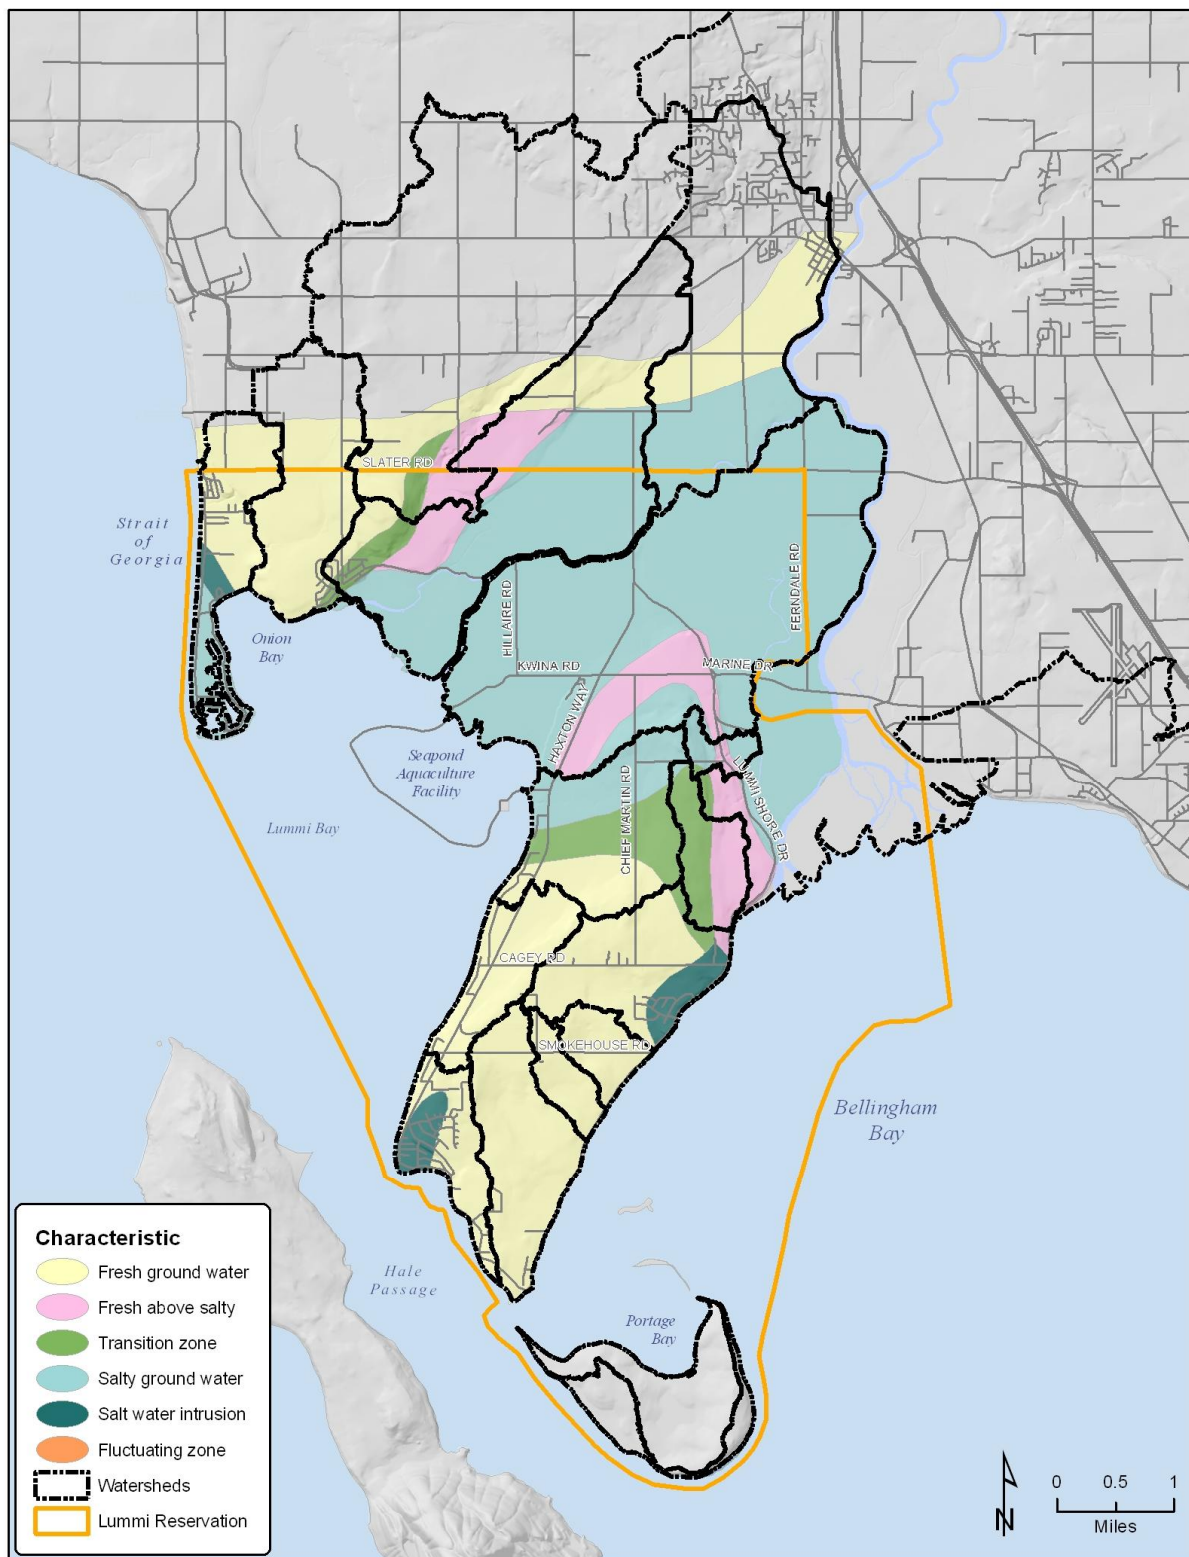 SLATER RD
Strait
of
Georgia
FERNDALE RD
HILLAIRE RD
Onion
Bay
KWINA RD
MARINE DR
HAXTON WAY
Seapond
Aquaculture
Facility
LUMMI SHORE DR
CHIEF MARTIN RD
Lummi Bay
CAGEY RD
SMOKEHOUSE RD
Bellingham
Bay
Hale
Passage
Portage
Bay
Characteristic
Fresh ground water
Fresh above salty
Transition zone
Salty ground water
Salt water intrusion
Fluctuating zone
Watersheds
Lummi Reservation
N
0 0.5 1
Miles